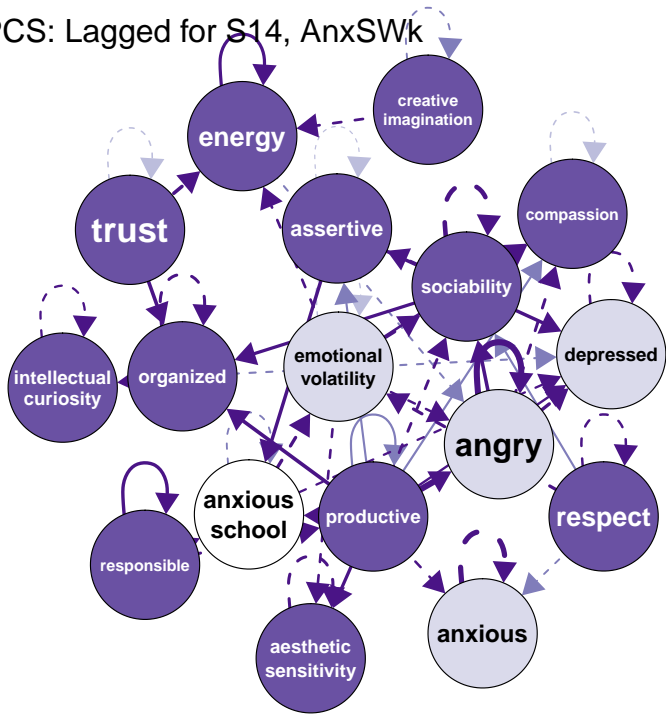 PCS: Lagged for S14, AnxSWk
creative
imagination
energy
trust
assertive
compassion
sociability
emotional
volatility
depressed
intellectual
curiosity
organized
angry
anxious
school
productive
respect
responsible
anxious
aesthetic
sensitivity